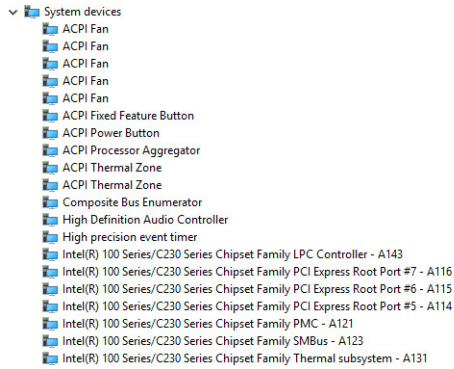 System devices
ACPI Fan
ACPI Fan
ACPI Fan
ACPI Fan
ACPI Fan
ACPI Fixed Feature Button
ACPI Power Button
ACPI Processor Aggregator
ACPI Thermal Zone
ACPI Thermal Zone
Composite Bus Enumerator
High Definition Audio Controller
High precision event timer
Intel(R) 100 Series/C230 Series Chipset Family LPC Controller - A143
Intel(R) 100 Series/C230 Series Chipset Family PCI Express Root Port #7 - A116
Intel(R) 100 Series/C230 Series Chipset Family PCI Express Root Port #6 - A115
Intel(R) 100 Series/C230 Series Chipset Family PCI Express Root Port #5 - A114
Intel(R) 100 Series/C230 Series Chipset Family PMC - A121
Intel(R) 100 Series/C230 Series Chipset Family SMBus - A123
Intel(R) 100 Series/C230 Series Chipset Family Thermal subsystem - A131